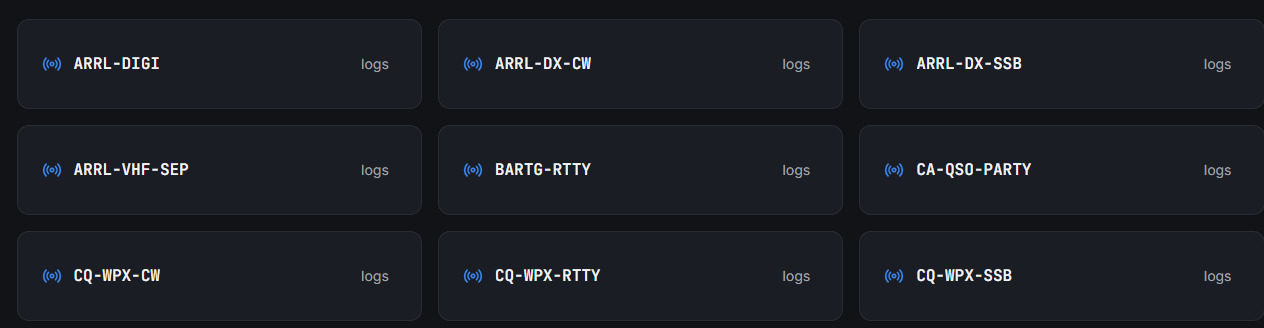 ARRL-DIGI logs ARRL-DX-CW logs ARRL-DX-SSB logs
ARRL-VHF-SEP logs BARTG-RTTY logs CA-QSO-PARTY logs
CQ-WPX-CW logs CQ-WPX-RTTY logs CQ-WPX-SSB logs